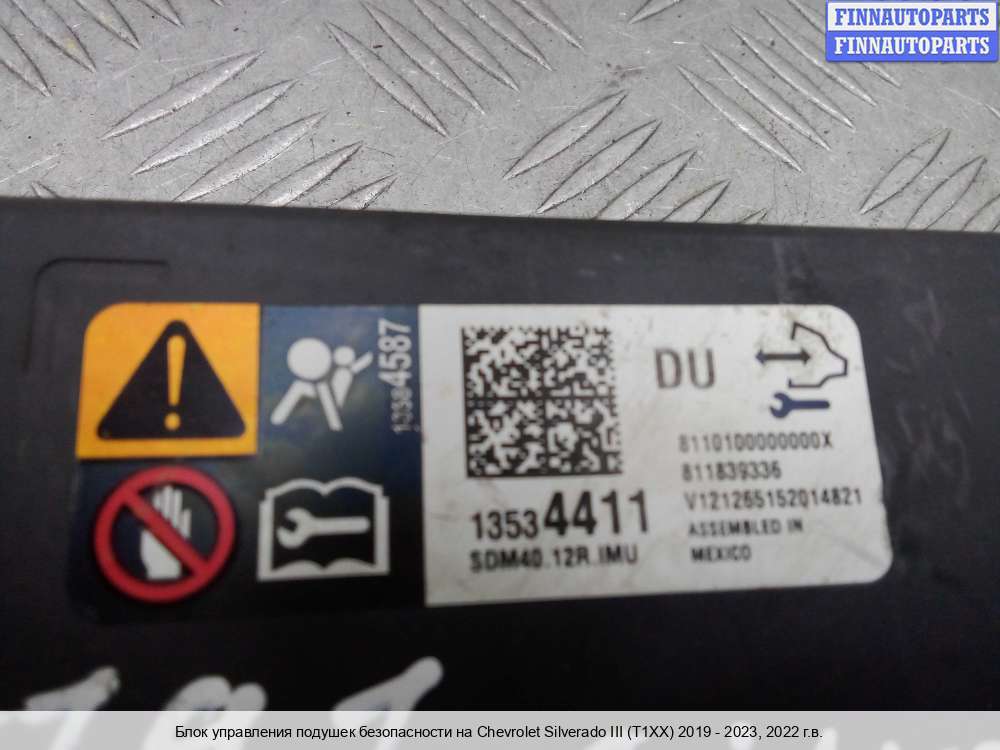 FINNAUTOPARTS
FINNAUTOPARTS
13384587
DU
8110100000000X
811839336
V121265152014821
13534411
SDM40.12R.IMU
ASSEMBLED IN
MEXICO
Блок управления подушек безопасности на Chevrolet Silverado III (T1XX) 2019 - 2023, 2022 г.в.